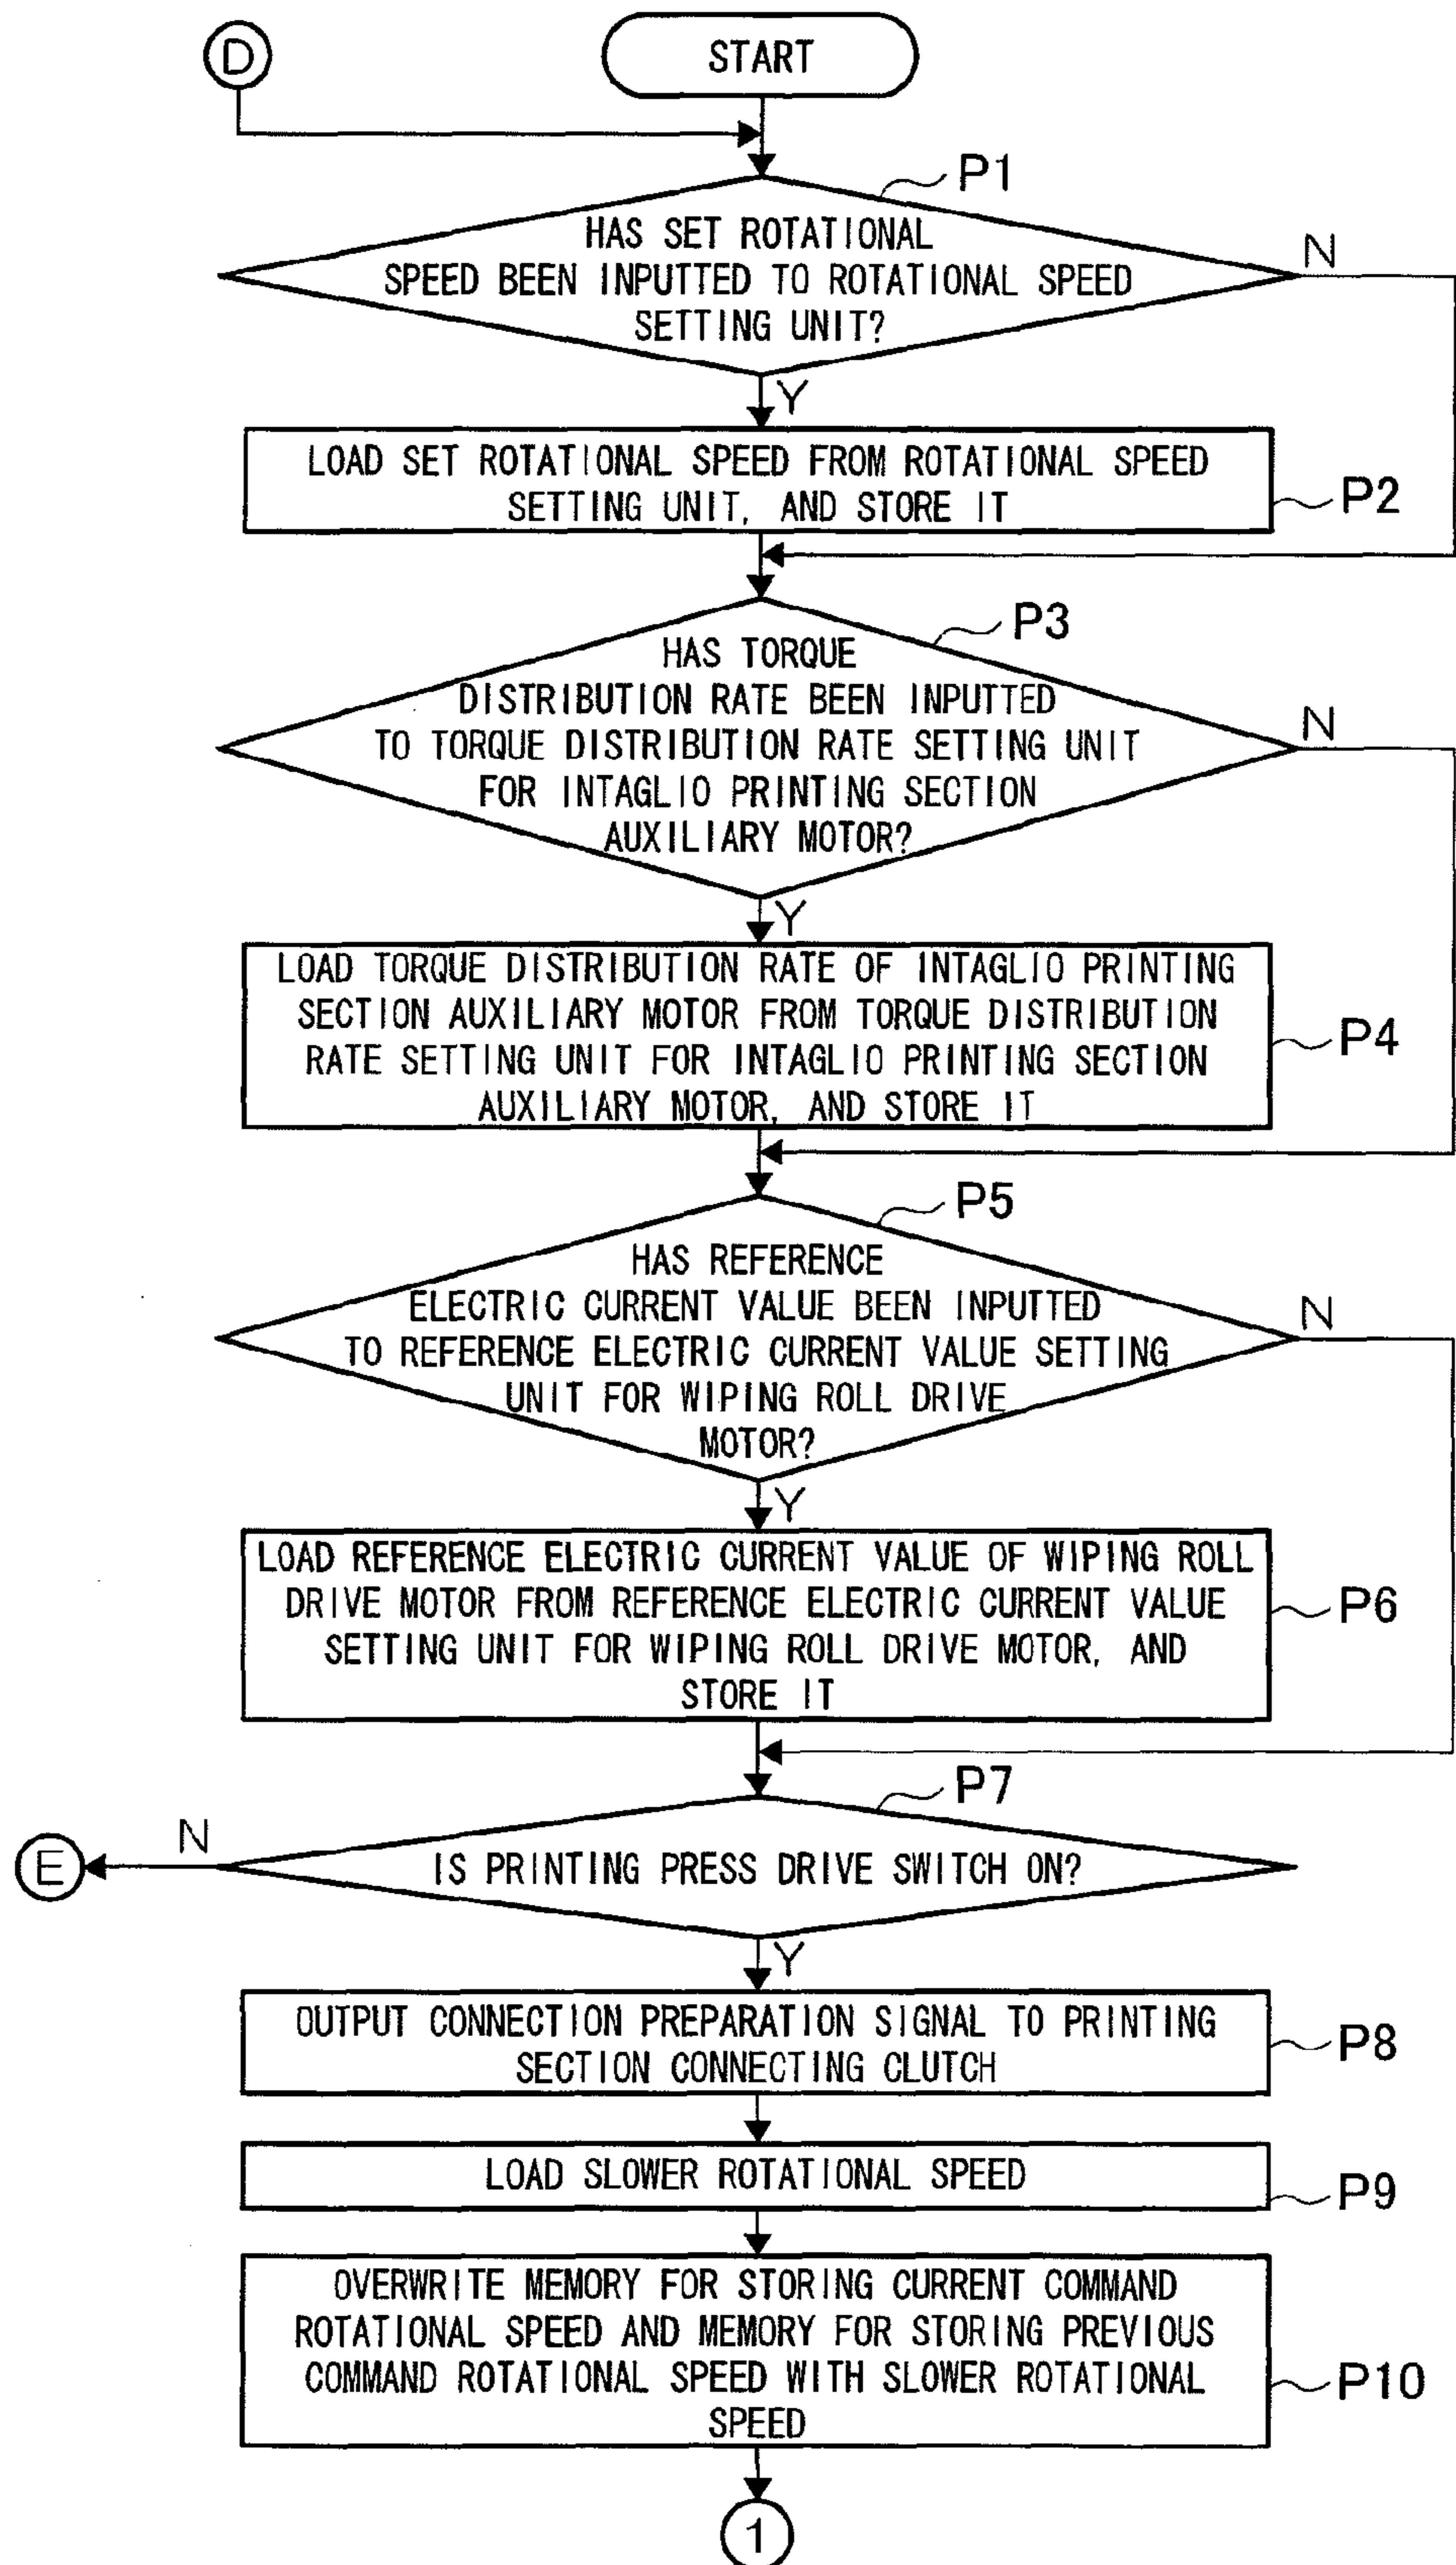 D
START
P1
HAS SET ROTATIONAL
SPEED BEEN INPUTTED TO ROTATIONAL SPEED
SETTING UNIT?
N
Y
LOAD SET ROTATIONAL SPEED FROM ROTATIONAL SPEED
SETTING UNIT, AND STORE IT
P2
P3
HAS TORQUE
DISTRIBUTION RATE BEEN INPUTTED
TO TORQUE DISTRIBUTION RATE SETTING UNIT
FOR INTAGLIO PRINTING SECTION
AUXILIARY MOTOR?
N
Y
LOAD TORQUE DISTRIBUTION RATE OF INTAGLIO PRINTING
SECTION AUXILIARY MOTOR FROM TORQUE DISTRIBUTION
RATE SETTING UNIT FOR INTAGLIO PRINTING SECTION
AUXILIARY MOTOR, AND STORE IT
P4
P5
HAS REFERENCE
ELECTRIC CURRENT VALUE BEEN INPUTTED
TO REFERENCE ELECTRIC CURRENT VALUE SETTING
UNIT FOR WIPING ROLL DRIVE
MOTOR?
N
Y
LOAD REFERENCE ELECTRIC CURRENT VALUE OF WIPING ROLL
DRIVE MOTOR FROM REFERENCE ELECTRIC CURRENT VALUE
SETTING UNIT FOR WIPING ROLL DRIVE MOTOR, AND
STORE IT
P6
P7
N
E
IS PRINTING PRESS DRIVE SWITCH ON?
Y
OUTPUT CONNECTION PREPARATION SIGNAL TO PRINTING
SECTION CONNECTING CLUTCH
P8
LOAD SLOWER ROTATIONAL SPEED
P9
OVERWRITE MEMORY FOR STORING CURRENT COMMAND
ROTATIONAL SPEED AND MEMORY FOR STORING PREVIOUS
COMMAND ROTATIONAL SPEED WITH SLOWER ROTATIONAL
SPEED
P10
1